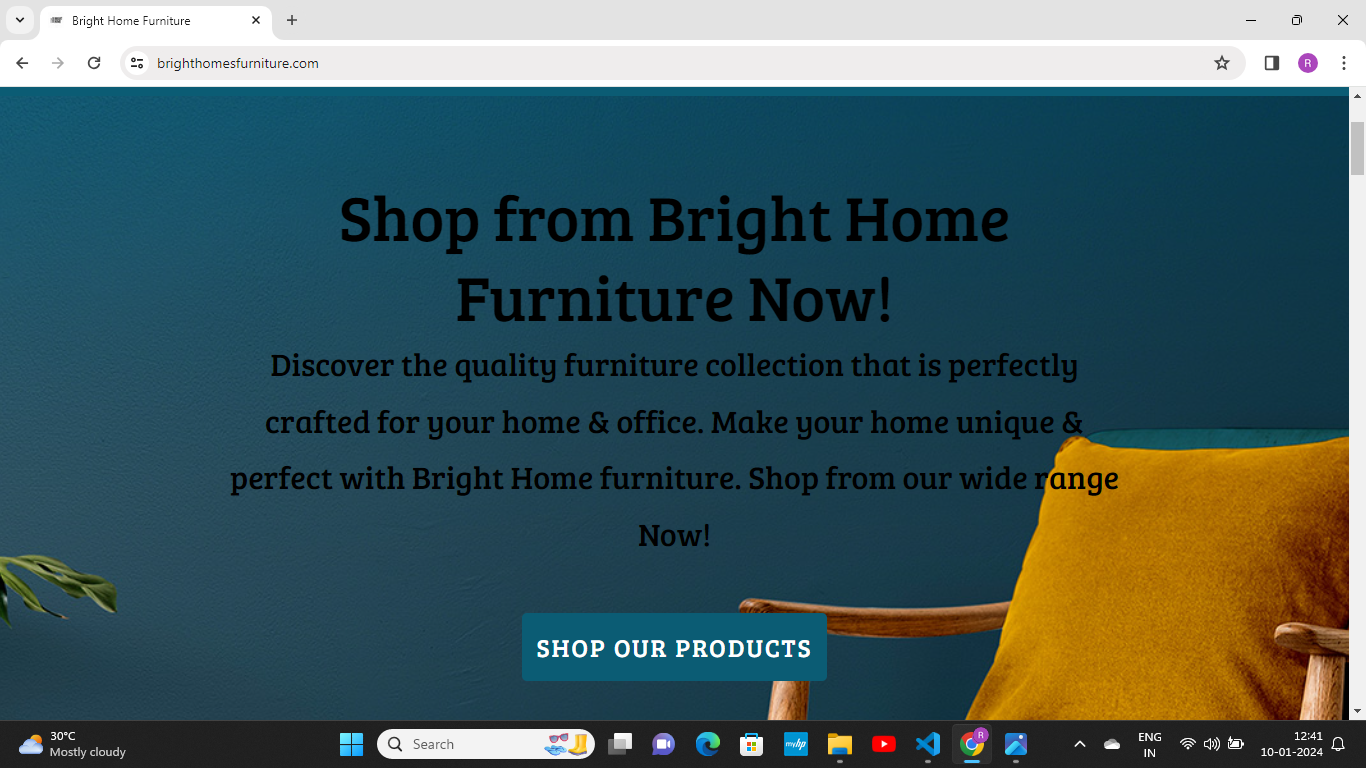 Bright Home Furniture
brighthomesfurniture.com
R
Shop from Bright Home
Furniture Now!
Discover the quality furniture collection that is perfectly
crafted for your home & office. Make your home unique &
perfect with Bright Home furniture. Shop from our wide range
Now!
SHOP OUR PRODUCTS
30°C
Mostly cloudy
Search
myhp
R
ENG
IN
12:41
10-01-2024